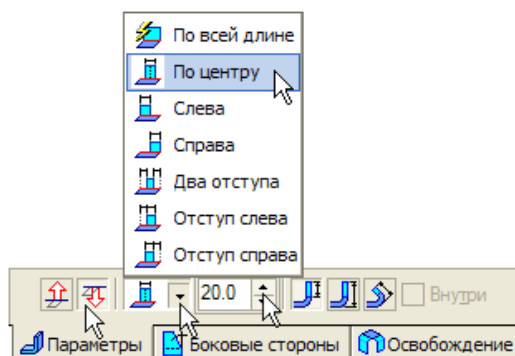 По всей длине
По центру
Слева
Справа
Два отступа
Отступ слева
Отступ справа
20.0 Внутри
Параметры Боковые стороны Освобождение